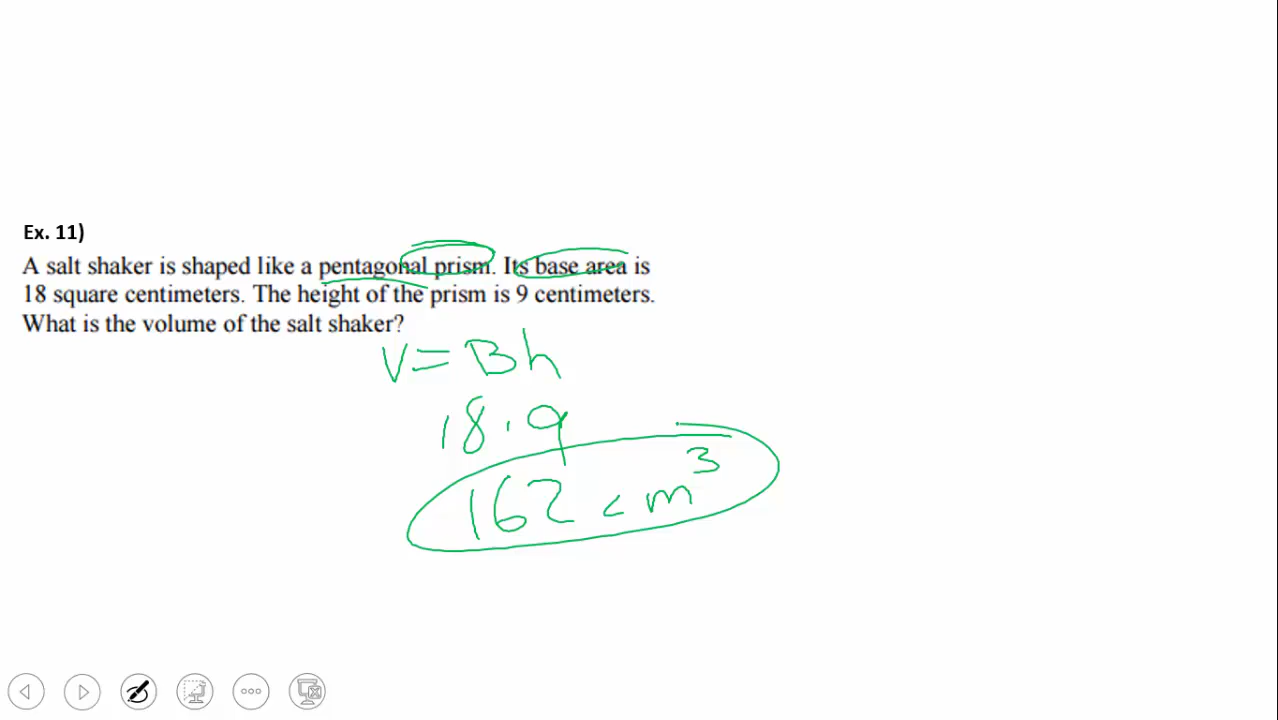 Ex. 11)
A salt shaker is shaped like a pentagonal prism. Its base area is
18 square centimeters. The height of the prism is 9 centimeters.
What is the volume of the salt shaker?
V = Bh
18 . 9
162 cm³